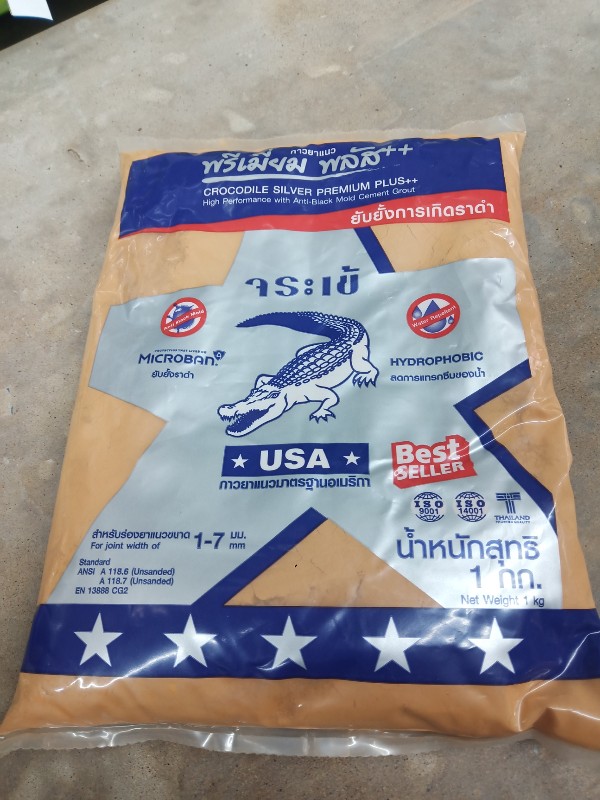 กาวยาแนว
พรีเมี่ยม พลัส++
CROCODILE SILVER PREMIUM PLUS++
High Performance with Anti-Black Mold Cement Grout
ยับยั้งการเกิดราดำ
จระเข้
Anti Black Mold
Water Repellent
MICROBAN
ยับยั้งราดำ
HYDROPHOBIC
ลดการแทรกซึมของน้ำ
USA
กาวยาแนวมาตรฐานอเมริกา
Best
SELLER
ISO
9001
ISO
14001
THAILAND
สำหรับร่องยาแนวขนาด 1-7 มม.
For joint width of mm
Standard
ANSI A 118.6 (Unsanded)
A 118.7 (Unsanded)
EN 13888 CG2
น้ำหนักสุทธิ
1 กก.
Net Weight 1 kg